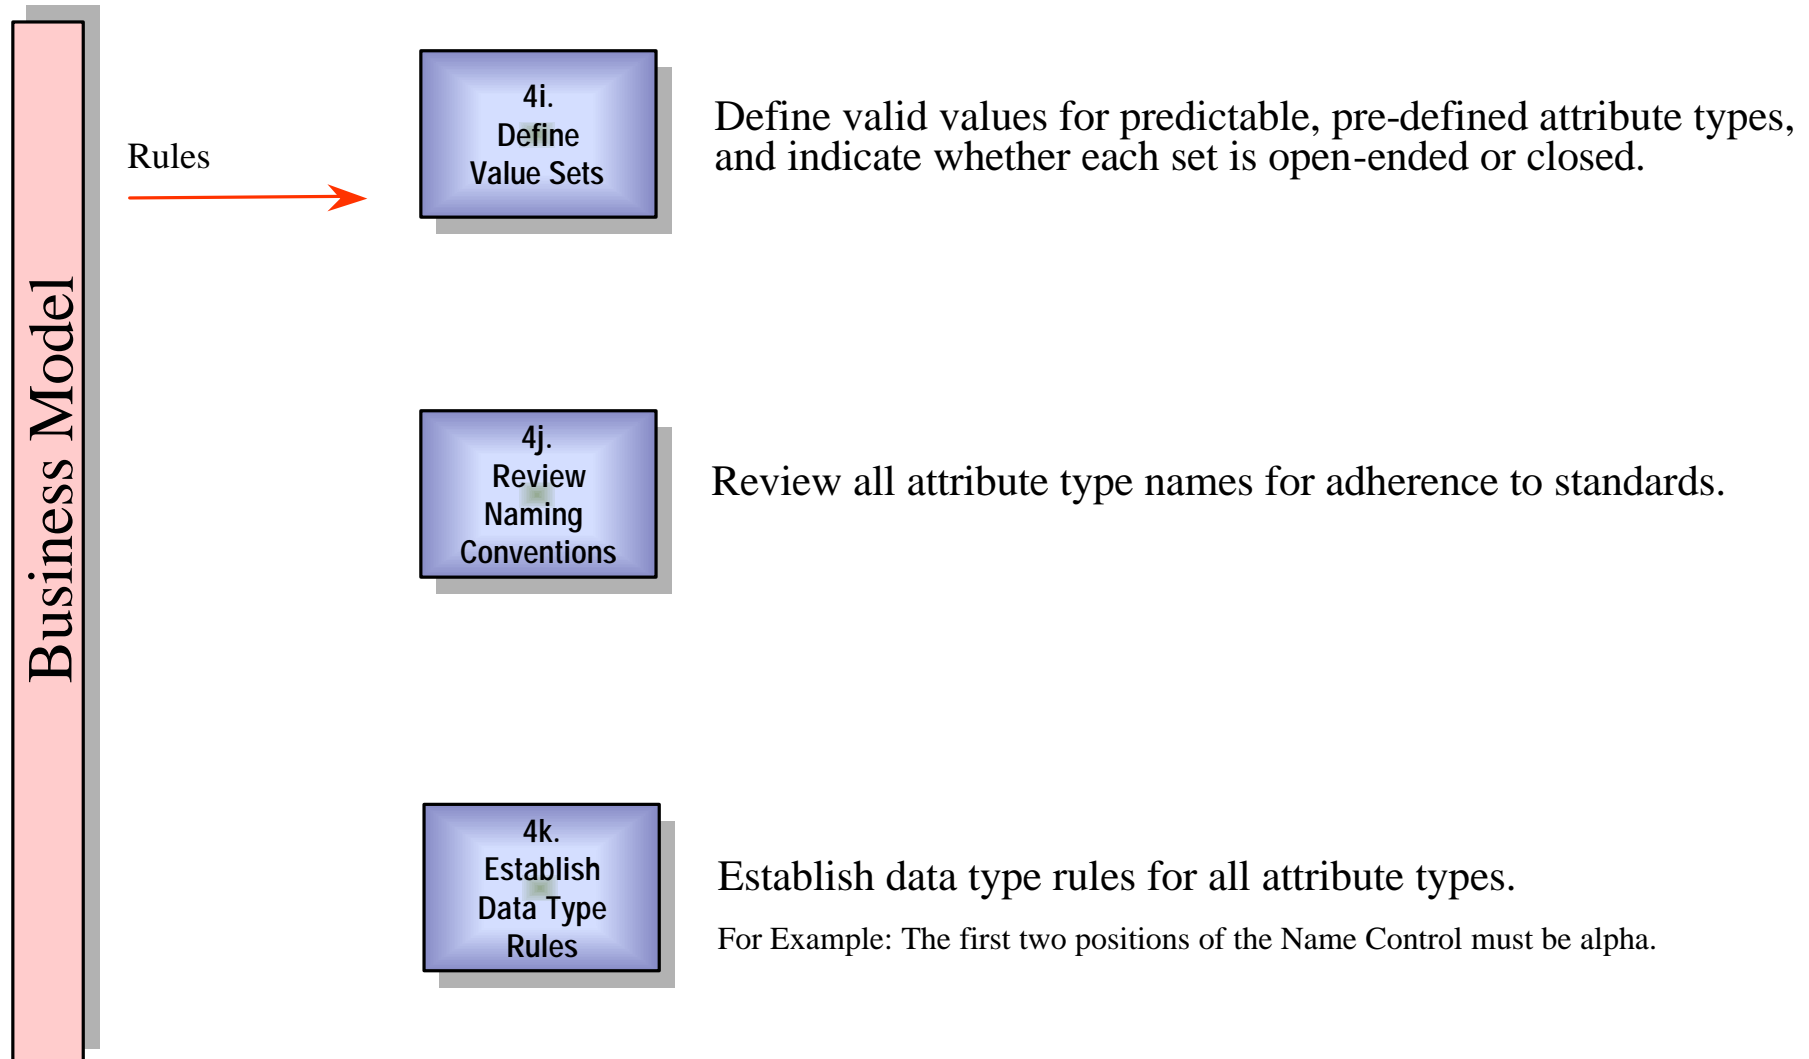 Business Model
Rules
4i.
Define
Value Sets
Define valid values for predictable, pre-defined attribute types,
and indicate whether each set is open-ended or closed.
4j.
Review
Naming
Conventions
Review all attribute type names for adherence to standards.
4k.
Establish
Data Type
Rules
Establish data type rules for all attribute types.
For Example: The first two positions of the Name Control must be alpha.